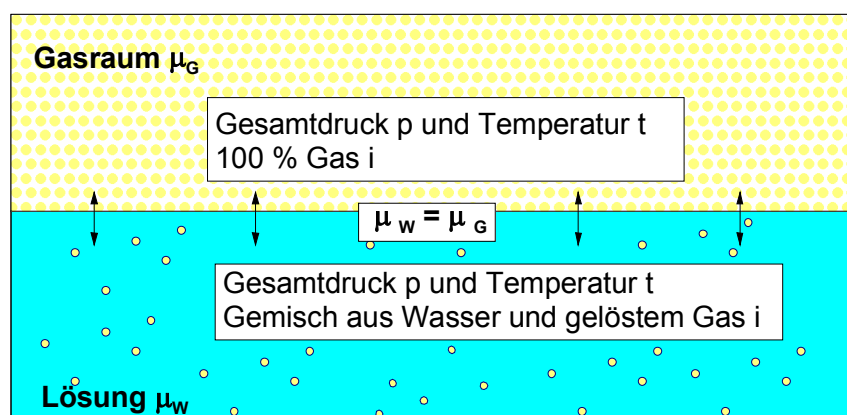 Gasraum μG
Gesamtdruck p und Temperatur t
100 % Gas i
μ W = μ G
Gesamtdruck p und Temperatur t
Gemisch aus Wasser und gelöstem Gas i
Lösung μW